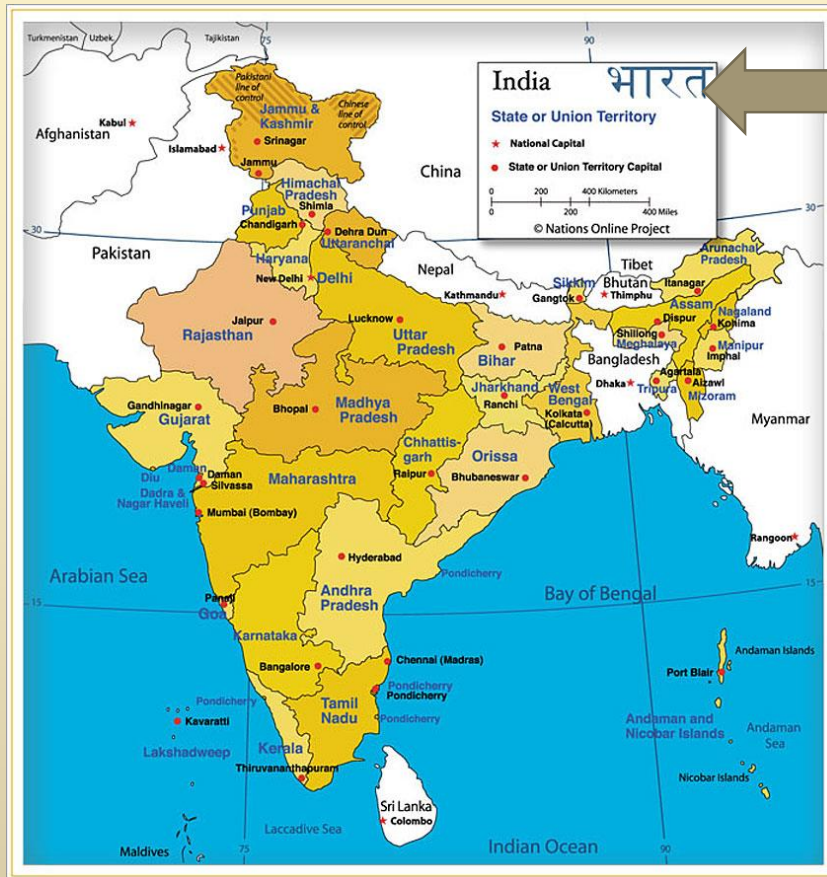 Turkmenistan
Uzbek.
Tajikistan
75
90
Pakistani
line of
control
Chinese
line of
control
Jammu &
Kashmir
Kabul
Afghanistan
Islamabad
Srinagar
Jammu
India भारत
State or Union Territory
National Capital
State or Union Territory Capital
0 200 400 Kilometers
0 200 400 Miles
© Nations Online Project
China
Himachal
Pradesh
Shimla
Punjab
Chandigarh
Dehra Dun
Uttaranchal
30
30
Pakistan
Haryana
New Delhi
Delhi
Nepal
Kathmandu
Tibet
Bhutan
Thimphu
Sikkim
Gangtok
Arunachal
Pradesh
Itanagar
Assam
Dispur
Nagaland
Kohima
Shillong
Meghalaya
Manipur
Imphal
Jaipur
Rajasthan
Lucknow
Uttar
Pradesh
Patna
Bihar
Bangladesh
Dhaka
Agartala
Tripura
Aizawl
Mizoram
Myanmar
Jharkhand
Ranchi
West
Bengal
Kolkata
(Calcutta)
Gandhinagar
Gujarat
Bhopal
Madhya
Pradesh
Chhattis-
garh
Raipur
Orissa
Bhubaneswar
Diu
Daman
Daman
Silvassa
Dadra &
Nagar Haveli
Maharashtra
Mumbai (Bombay)
Hyderabad
Rangoon
Arabian Sea
Pondicherry
Bay of Bengal
15
15
Andhra
Pradesh
Panaji
Goa
Karnataka
Bangalore
Chennai (Madras)
Andaman Islands
Port Blair
Pondicherry
Pondicherry
Pondicherry
Pondicherry
Tamil
Nadu
Kavaratti
Lakshadweep
Kerala
Thiruvananthapuram
Andaman and
Nicobar Islands
Andaman
Sea
Nicobar Islands
Sri Lanka
Colombo
Laccadive Sea
Indian Ocean
Maldives
75
90